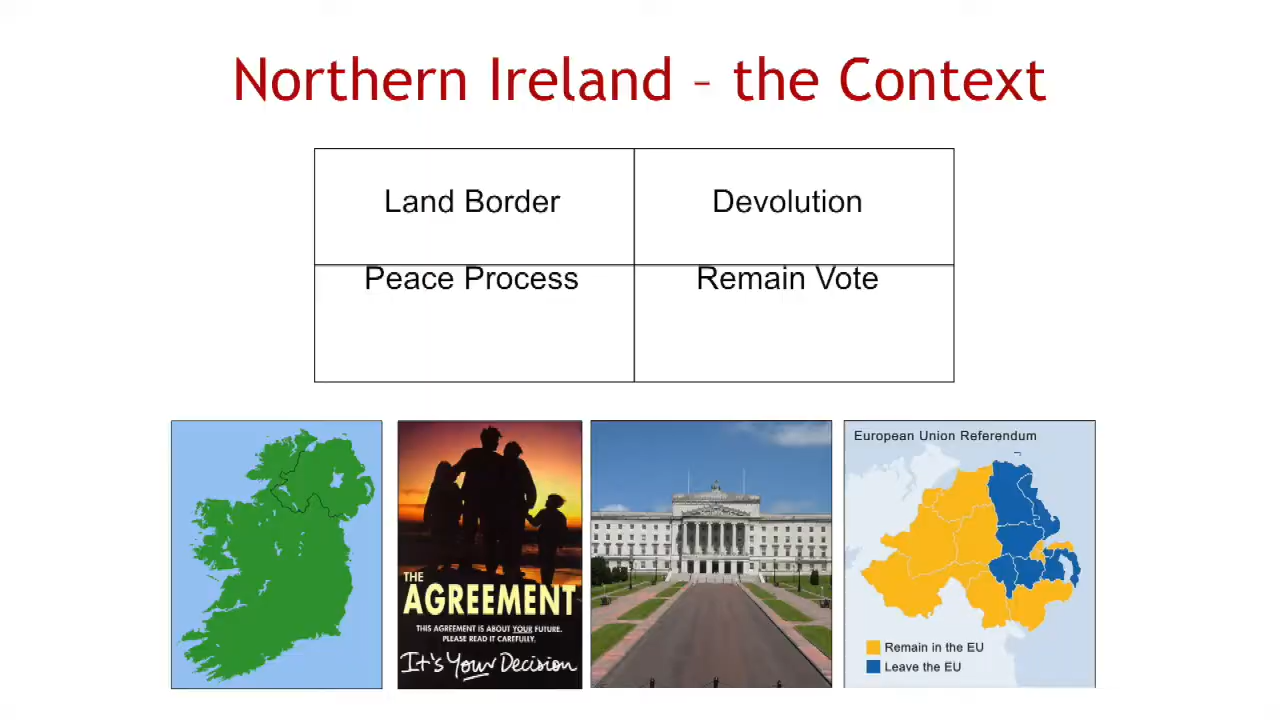 Northern Ireland – the Context
Land Border
Devolution
Peace Process
Remain Vote
THE
AGREEMENT
THIS AGREEMENT IS ABOUT YOUR FUTURE.
PLEASE READ IT CAREFULLY.
It's Your Decision
European Union Referendum
Remain in the EU
Leave the EU